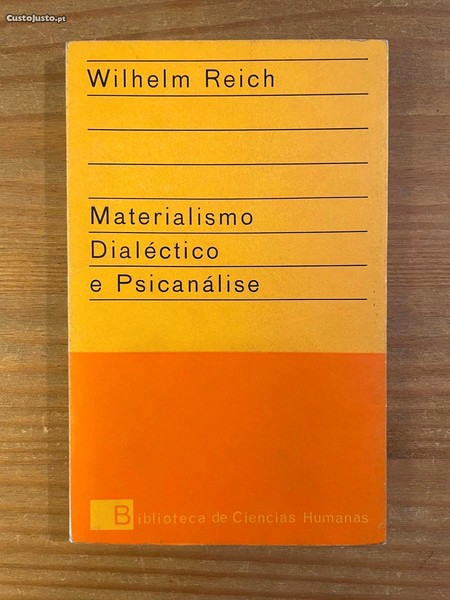 CustoJusto.pt
Wilhelm Reich
Materialismo
Dialéctico
e Psicanálise
Biblioteca de Ciencias Humanas